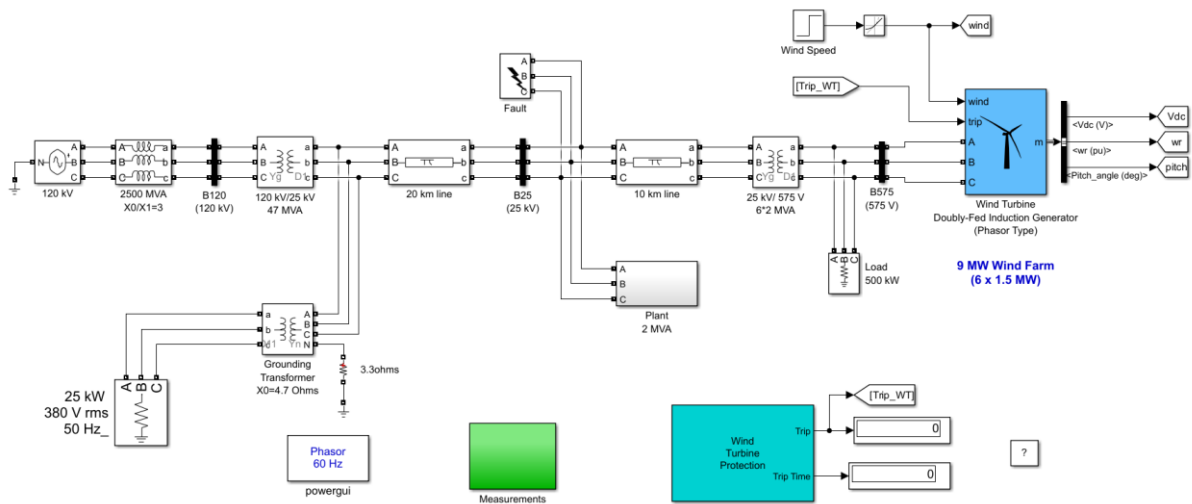 Wind Speed
wind
[Trip_WT]
wind
trip
A
B
C
m
<Vdc (V)>
<wr (pu)>
<Pitch_angle (deg)>
Vdc
wr
pitch
Wind Turbine
Doubly-Fed Induction Generator
(Phasor Type)
9 MW Wind Farm
(6 x 1.5 MW)
A
B
C
Fault
N
A
B
C
120 kV
A a
B b
C c
2500 MVA
X0/X1=3
A a
B b
C c
B120
(120 kV)
A a
B b
C c
Yg D1
120 kV/25 kV
47 MVA
A a
B b
C c
20 km line
A a
B b
C c
B25
(25 kV)
A a
B b
C c
10 km line
A a
B b
C c
Yg
25 kV/ 575 V
6*2 MVA
B575
(575 V)
A B C
Load
500 kW
A
B
C
Plant
2 MVA
a A
b B
c C
N
Yn
Grounding
Transformer
X0=4.7 Ohms
3.3ohms
A B C
25 kW
380 V rms
50 Hz_
Phasor
60 Hz
powergui
Measurements
Wind
Turbine
Protection
Trip
Trip Time
[Trip_WT]
0
0
?